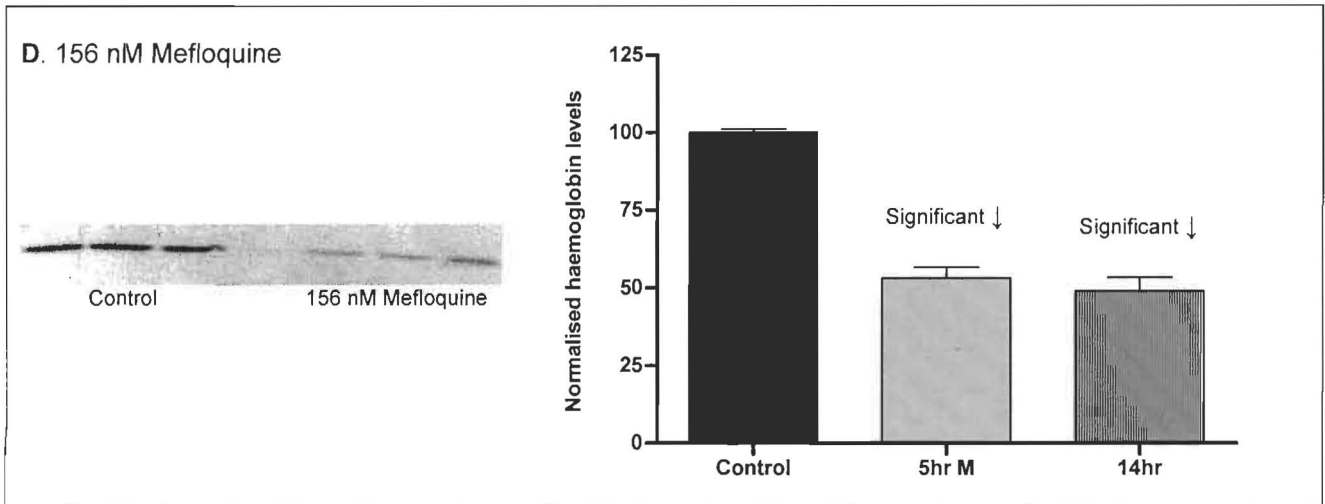 D. 156 nM Mefloquine
Control
156 nM Mefloquine
Normalised haemoglobin levels
125
100
75
50
25
0
Significant ↓
Significant ↓
Control
5hr M
14hr